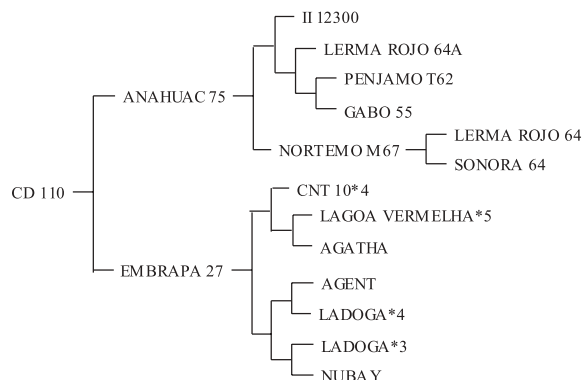 II 12300
LERMA ROJO 64A
PENJAMO T62
ANAHUAC 75
GABO 55
LERMA ROJO 64
NORTEMO M67
SONORA 64
CD 110
CNT 10*4
LAGOA VERMELHA*5
AGATHA
EMBRAPA 27
AGENT
LADOGA*4
LADOGA*3
NUBAY